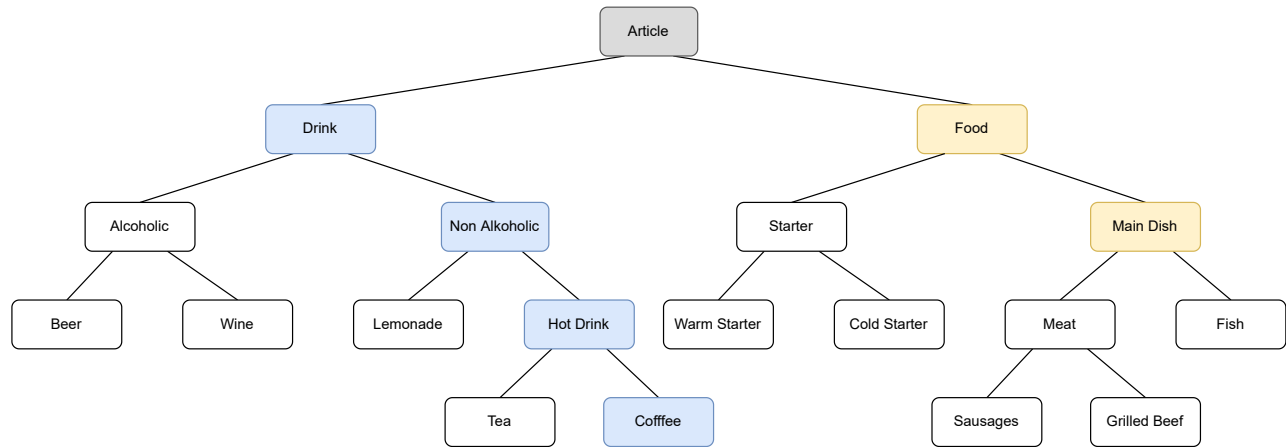 Article
Drink
Food
Alcoholic
Non Alkoholic
Starter
Main Dish
Beer
Wine
Lemonade
Hot Drink
Warm Starter
Cold Starter
Meat
Fish
Tea
Cofffee
Sausages
Grilled Beef